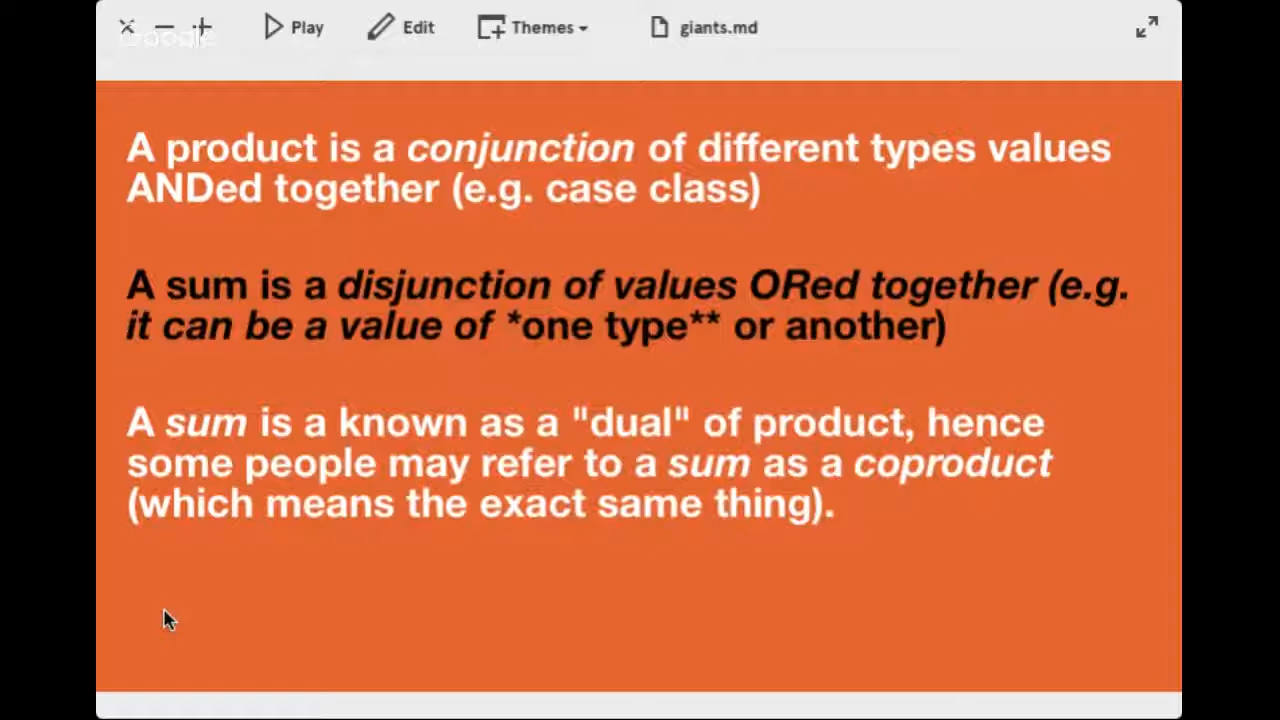 Google
Play Edit Themes giants.md
A product is a conjunction of different types values
ANDed together (e.g. case class)
A sum is a disjunction of values ORed together (e.g.
it can be a value of *one type** or another)
A sum is a known as a "dual" of product, hence
some people may refer to a sum as a coproduct
(which means the exact same thing).